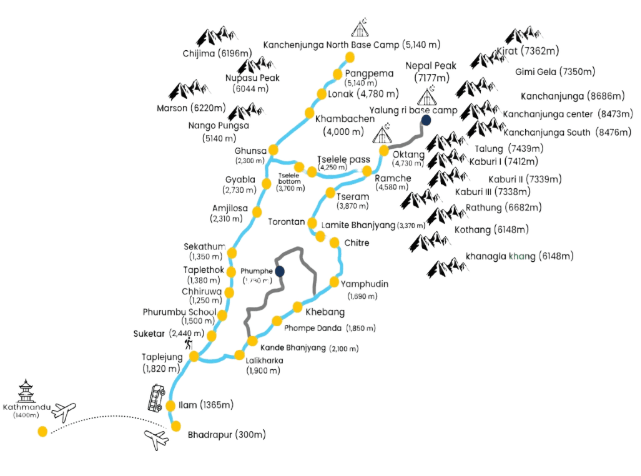 Kanchenjunga North Base Camp (5,140 m)
Chijima (6196m)
Kirat (7362m)
Pangpema
(5,140 m)
Nepal Peak
(7177m)
Gimi Gela (7350m)
Nupasu Peak
(6044 m)
Lonak (4,780 m)
Kanchanjunga (8686m)
Marson (6220m)
Yalung ri base camp
Khambachen
(4,000 m)
Kanchanjunga center (8473m)
Nango Pungsa
(5140 m)
Kanchanjunga South (8476m)
Ghunsa
(2,300 m)
Tselele pass
(4,250 m)
Oktang
(4,730 m)
Talung (7439m)
Kaburi I (7412m)
Tselele
bottom
(3,700 m)
Ramche
(4,580 m)
Gyabla
(2,730 m)
Kaburi II (7339m)
Kaburi III (7338m)
Tseram
(3,870 m)
Amjilosa
(2,310 m)
Rathung (6682m)
Torontan
Lamite Bhanjyang (3,370 m)
Kothang (6148m)
Chitre
Sekathum
(1,350 m)
khanagla khang (6148m)
Taplethok
(1,380 m)
Phumphe
Yamphudin
(1,690 m)
Chhiruwa
(1,250 m)
Phurumbu School
(1,500 m)
Khebang
Phompe Danda (1,850 m)
Suketar (2,440 m)
Kande Bhanjyang (2,100 m)
Taplejung
(1,820 m)
Lalikharka
(1,900 m)
Kathmandu
(1400m)
Ilam (1365m)
Bhadrapur (300m)